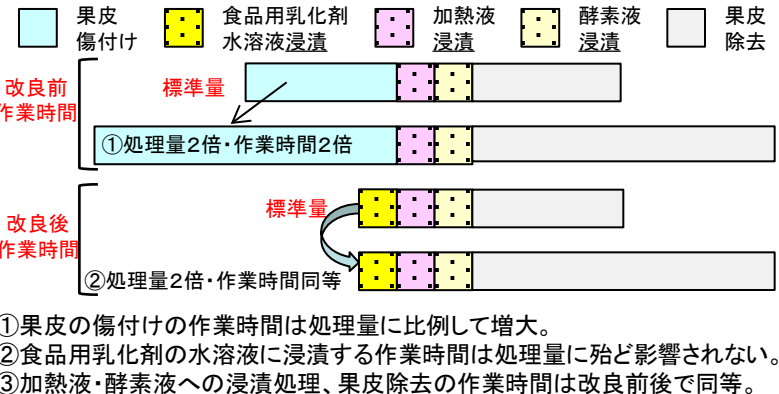 果皮
傷付け
食品用乳化剤
水溶液浸漬
加熱液
浸漬
酵素液
浸漬
果皮
除去
改良前
作業時間
標準量
①処理量2倍・作業時間2倍
改良後
作業時間
標準量
②処理量2倍・作業時間同等
①果皮の傷付けの作業時間は処理量に比例して増大。
②食品用乳化剤の水溶液に浸漬する作業時間は処理量に殆ど影響されない。
③加熱液・酵素液への浸漬処理、果皮除去の作業時間は改良前後で同等。